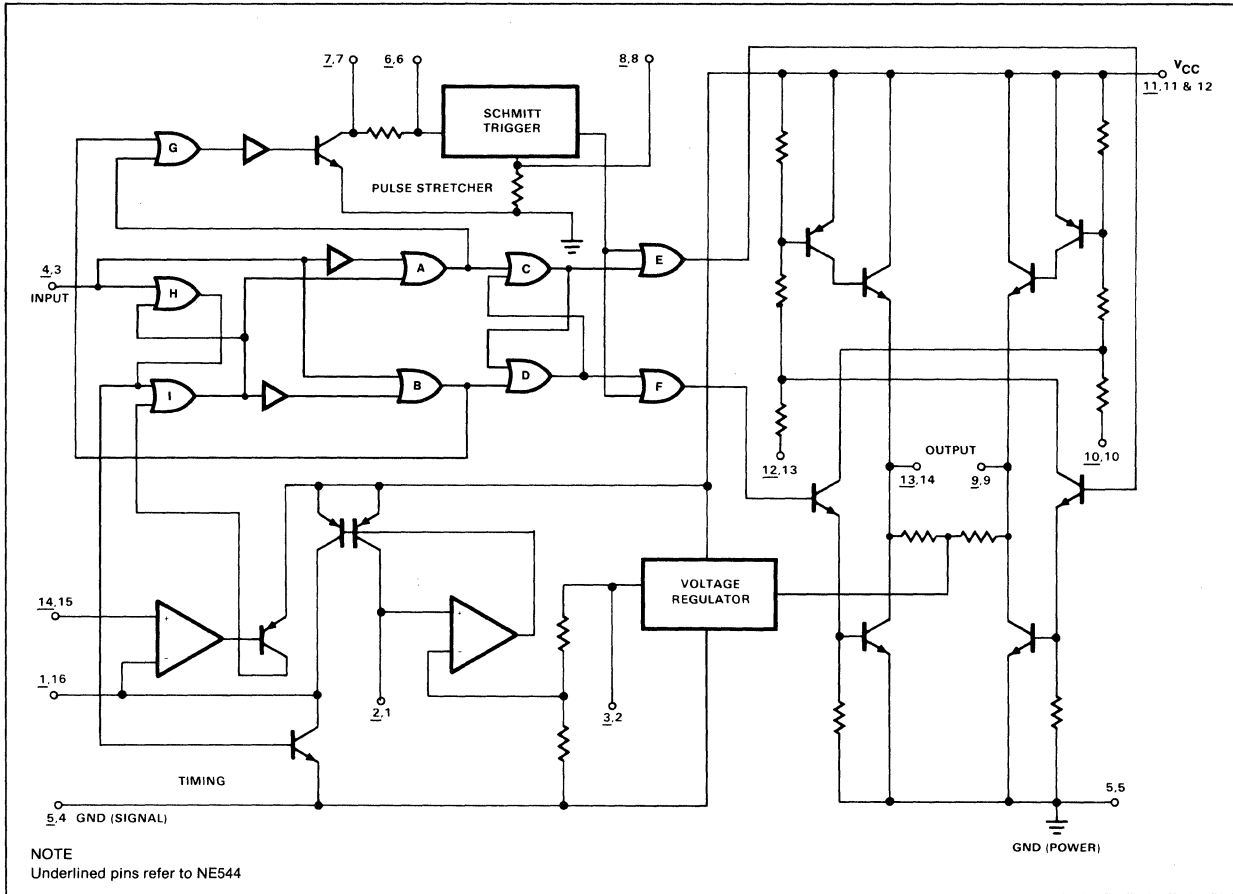 7,7
6,6
8,8
VCC
11,11 & 12
SCHMITT
TRIGGER
G
PULSE STRETCHER
4,3
INPUT
H
A
C
E
I
B
D
F
OUTPUT
12,13
13,14
9,9
10,10
14,15
+
-
1,16
2,1
+
-
3,2
VOLTAGE
REGULATOR
TIMING
5,4 GND (SIGNAL)
5,5
GND (POWER)
NOTE
Underlined pins refer to NE544